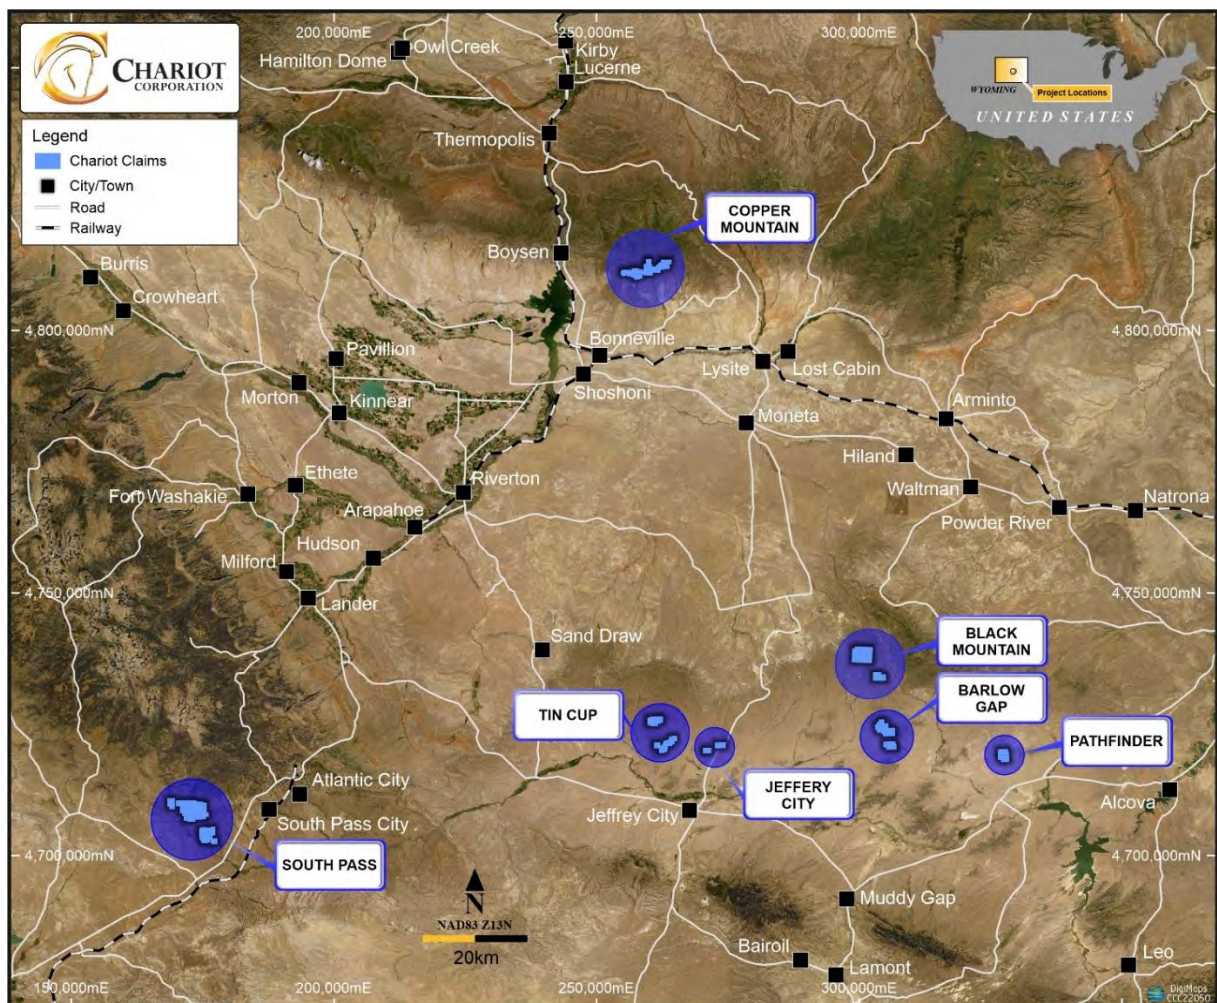 200,000mE
250,000mE
300,000mE
CHARIOT
CORPORATION
Legend
Chariot Claims
City/Town
Road
Railway
Owl Creek
Hamilton Dome
Kirby
Lucerne
WYOMING
Project Locations
UNITED STATES
Thermopolis
COPPER
MOUNTAIN
Boysen
Burris
Crowheart
4,800,000mN
4,800,000mN
Bonneville
Pavillion
Lysite
Lost Cabin
Morton
Shoshoni
Kinnear
Moneta
Arminto
Hiland
Ethete
Riverton
Waltman
Fort Washakie
Arapahoe
Natrona
Powder River
Hudson
Milford
4,750,000mN
4,750,000mN
Lander
Sand Draw
BLACK
MOUNTAIN
BARLOW
GAP
TIN CUP
PATHFINDER
JEFFERY
CITY
Atlantic City
Alcova
Jeffrey City
South Pass City
SOUTH PASS
4,700,000mN
4,700,000mN
N
NAD83 Z13N
20km
Muddy Gap
Bairoil
Lamont
Leo
150,000mE
200,000mE
250,000mE
300,000mE
DigiMaps
CCL22050